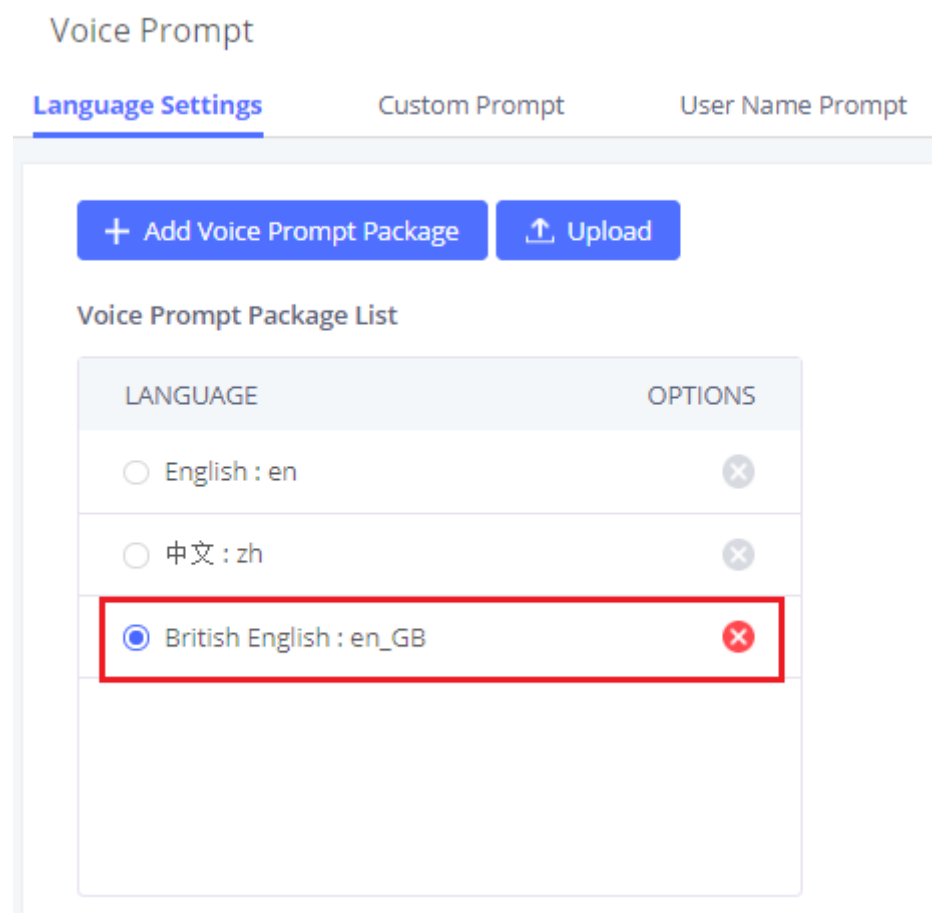 Voice Prompt
Language Settings Custom Prompt User Name Prompt
+ Add Voice Prompt Package Upload
Voice Prompt Package List
LANGUAGE OPTIONS
English : en
中文 : zh
British English : en_GB